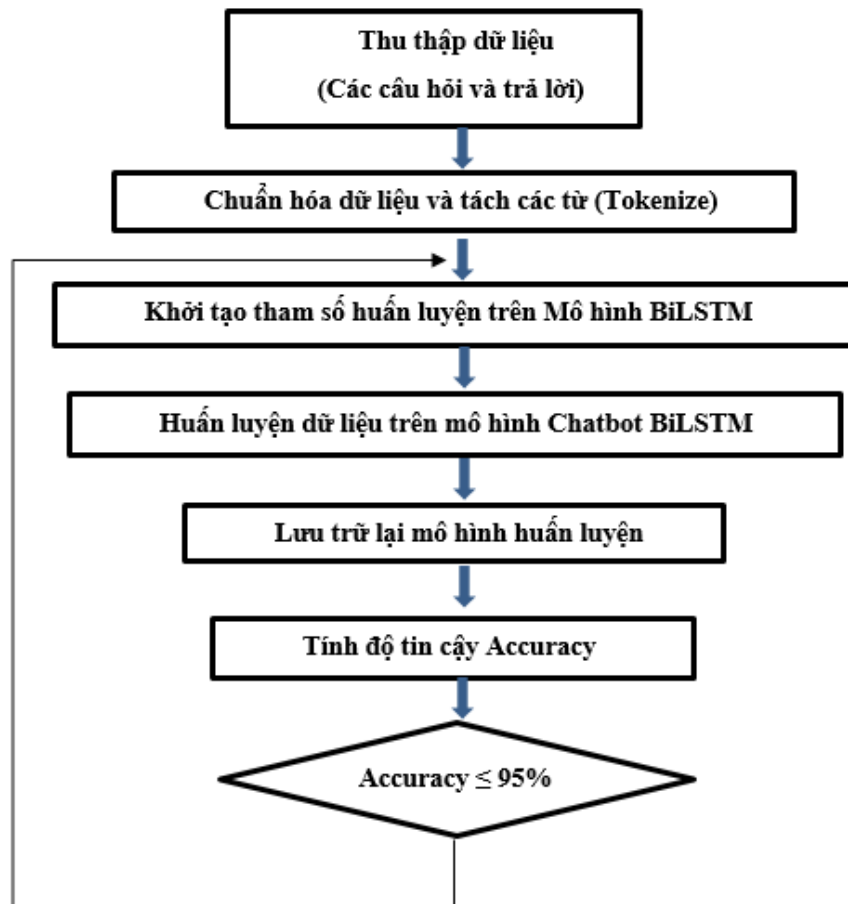 Thu thập dữ liệu
(Các câu hỏi và trả lời)
Chuẩn hóa dữ liệu và tách các từ (Tokenize)
Khởi tạo tham số huấn luyện trên Mô hình BiLSTM
Huấn luyện dữ liệu trên mô hình Chatbot BiLSTM
Lưu trữ lại mô hình huấn luyện
Tính độ tin cậy Accuracy
Accuracy ≤ 95%